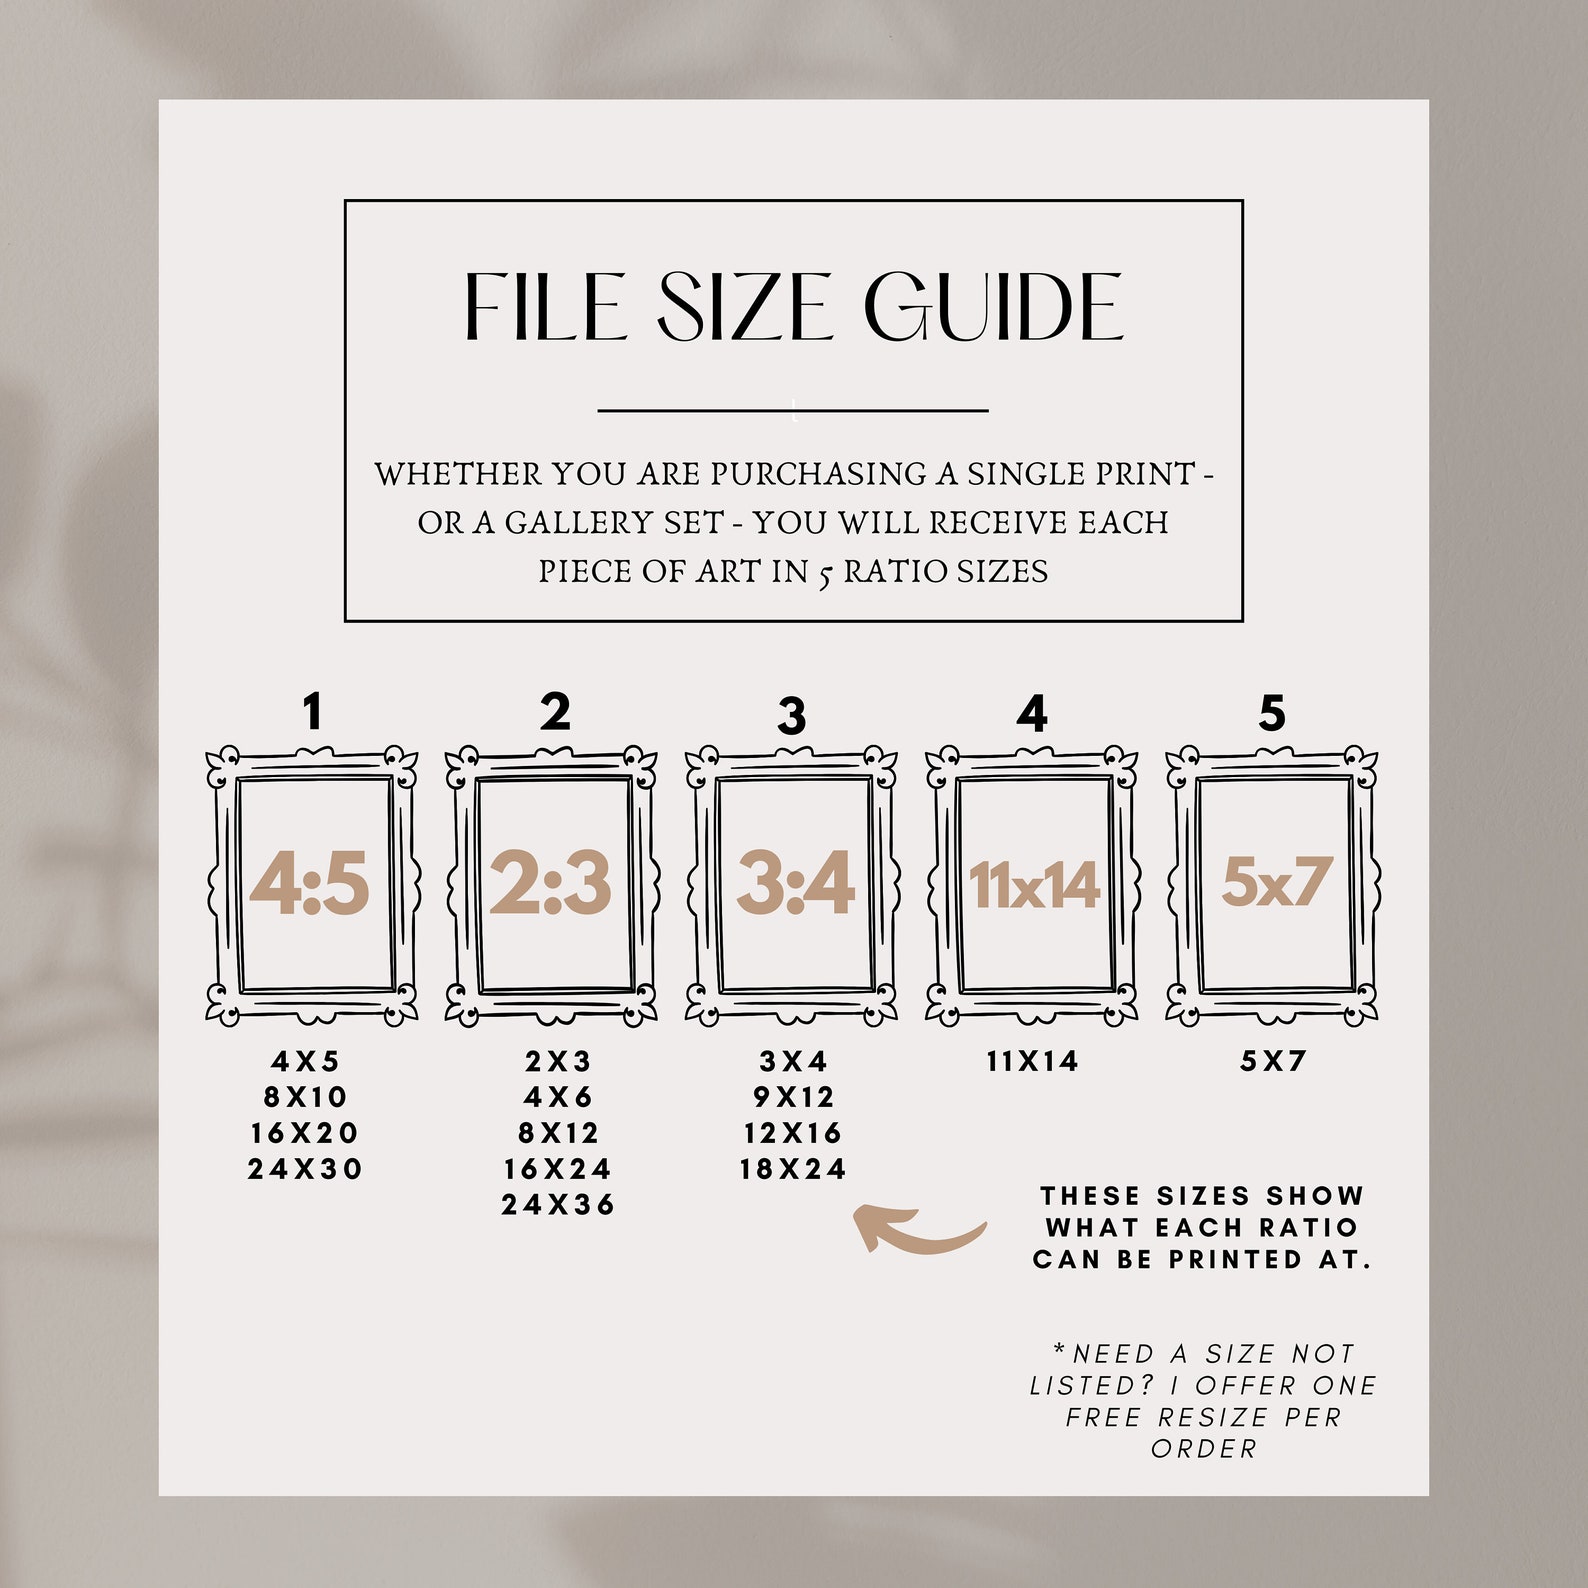 FILE SIZE GUIDE
WHETHER YOU ARE PURCHASING A SINGLE PRINT -
OR A GALLERY SET - YOU WILL RECEIVE EACH
PIECE OF ART IN 5 RATIO SIZES
1
2
3
4
5
4:5
2:3
3:4
11x14
5x7
4X5
8X10
16X20
24X30
2X3
4X6
8X12
16X24
24X36
3X4
9X12
12X16
18X24
11X14
5X7
THESE SIZES SHOW
WHAT EACH RATIO
CAN BE PRINTED AT.
*NEED A SIZE NOT
LISTED? I OFFER ONE
FREE RESIZE PER
ORDER